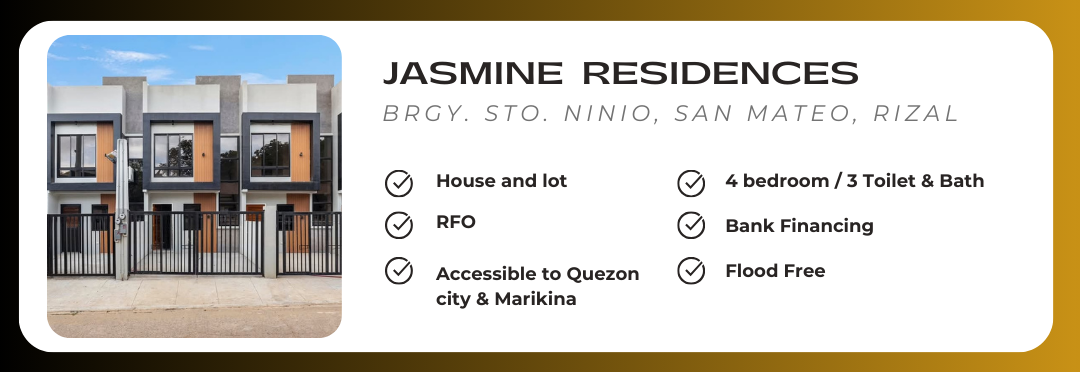 JASMINE RESIDENCES
BRGY. STO. NINIO, SAN MATEO, RIZAL
House and lot
RFO
Accessible to Quezon
city & Marikina
4 bedroom / 3 Toilet & Bath
Bank Financing
Flood Free